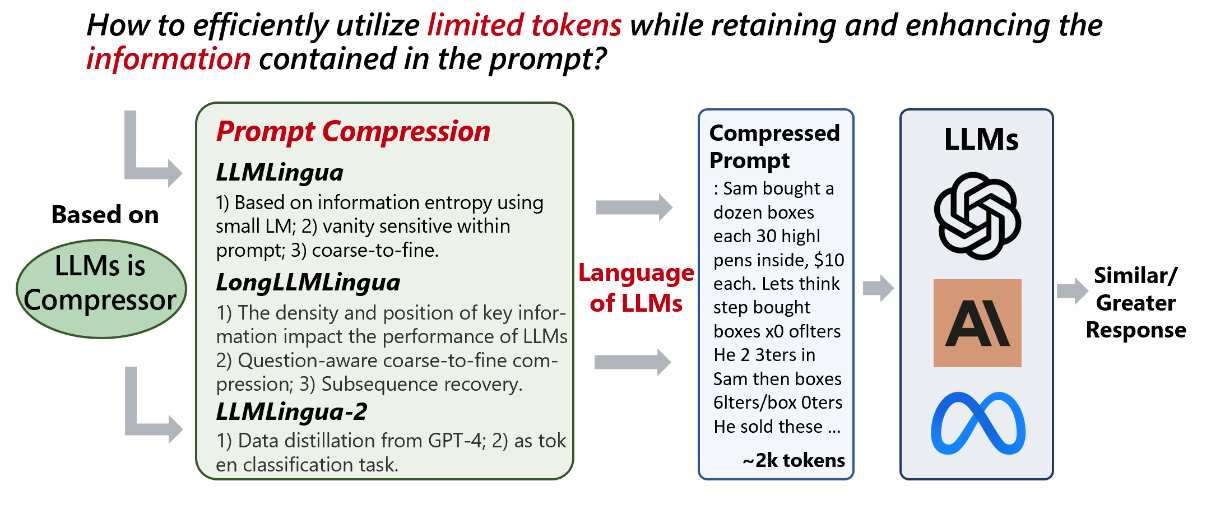 How to efficiently utilize limited tokens while retaining and enhancing the
information contained in the prompt?
Based on
LLMs is
Compressor
Prompt Compression
LLMLingua
1) Based on information entropy using
small LM; 2) vanity sensitive within
prompt; 3) coarse-to-fine.
LongLLMLingua
1) The density and position of key infor-
mation impact the performance of LLMs
2) Question-aware coarse-to-fine com-
pression; 3) Subsequence recovery.
LLMLingua-2
1) Data distillation from GPT-4; 2) as tok
en classification task.
Language
of LLMs
Compressed
Prompt
: Sam bought a
dozen boxes
each 30 highl
pens inside, $10
each. Lets think
step bought
boxes x0 oflters
He 2 3ters in
Sam then boxes
6lters/box 0ters
He sold these ...
~2k tokens
LLMs
Similar/
Greater
Response